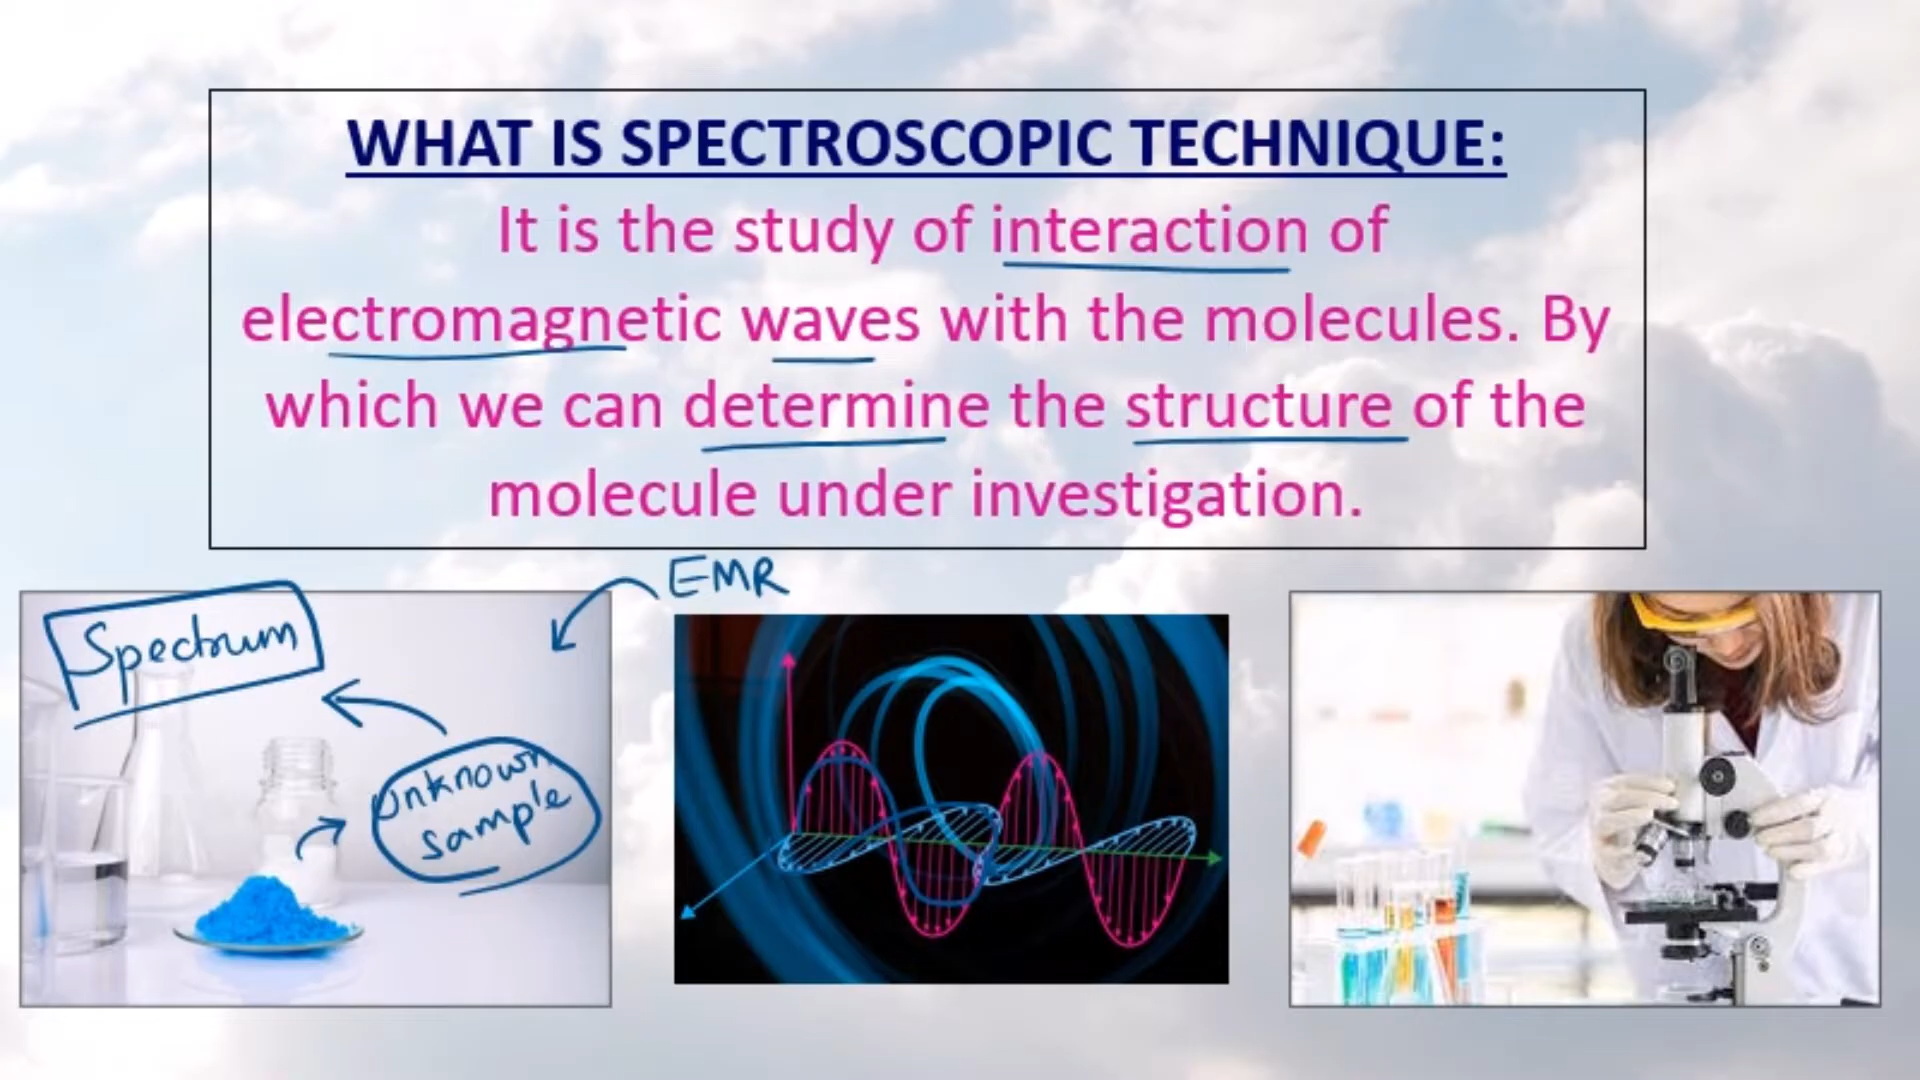 WHAT IS SPECTROSCOPIC TECHNIQUE:
It is the study of interaction of
electromagnetic waves with the molecules. By
which we can determine the structure of the
molecule under investigation.
EMR
Spectrum
Unknown
sample